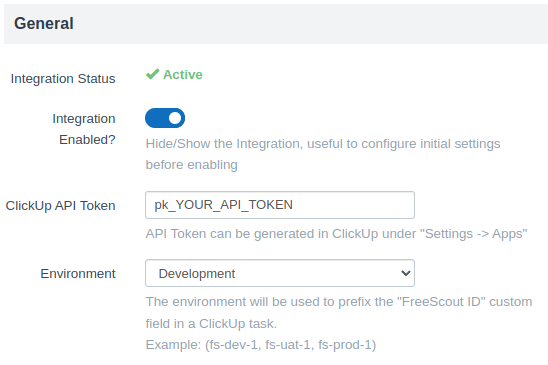 General
Integration Status
Active
Integration
Enabled?
Hide/Show the Integration, useful to configure initial settings
before enabling
ClickUp API Token
pk_YOUR_API_TOKEN
API Token can be generated in ClickUp under "Settings -> Apps"
Environment
Development
The environment will be used to prefix the "FreeScout ID" custom
field in a ClickUp task.
Example: (fs-dev-1, fs-uat-1, fs-prod-1)